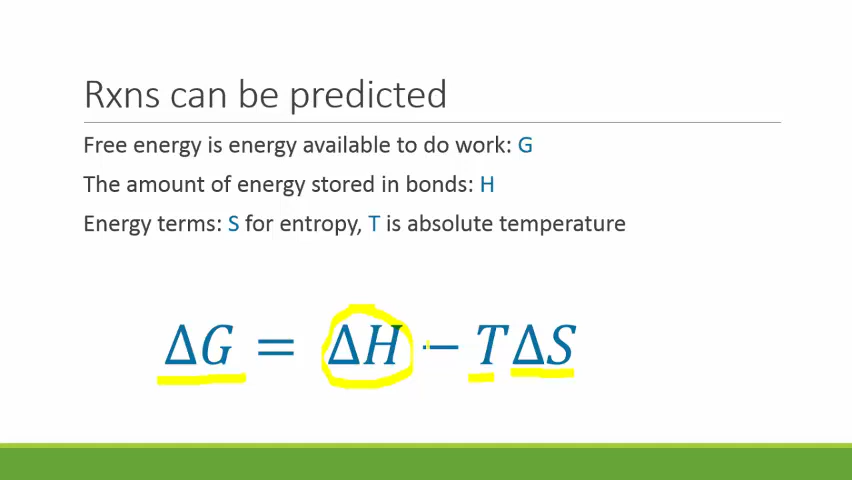 Rxns can be predicted
Free energy is energy available to do work: G
The amount of energy stored in bonds: H
Energy terms: S for entropy, T is absolute temperature
ΔG = ΔH − TΔS